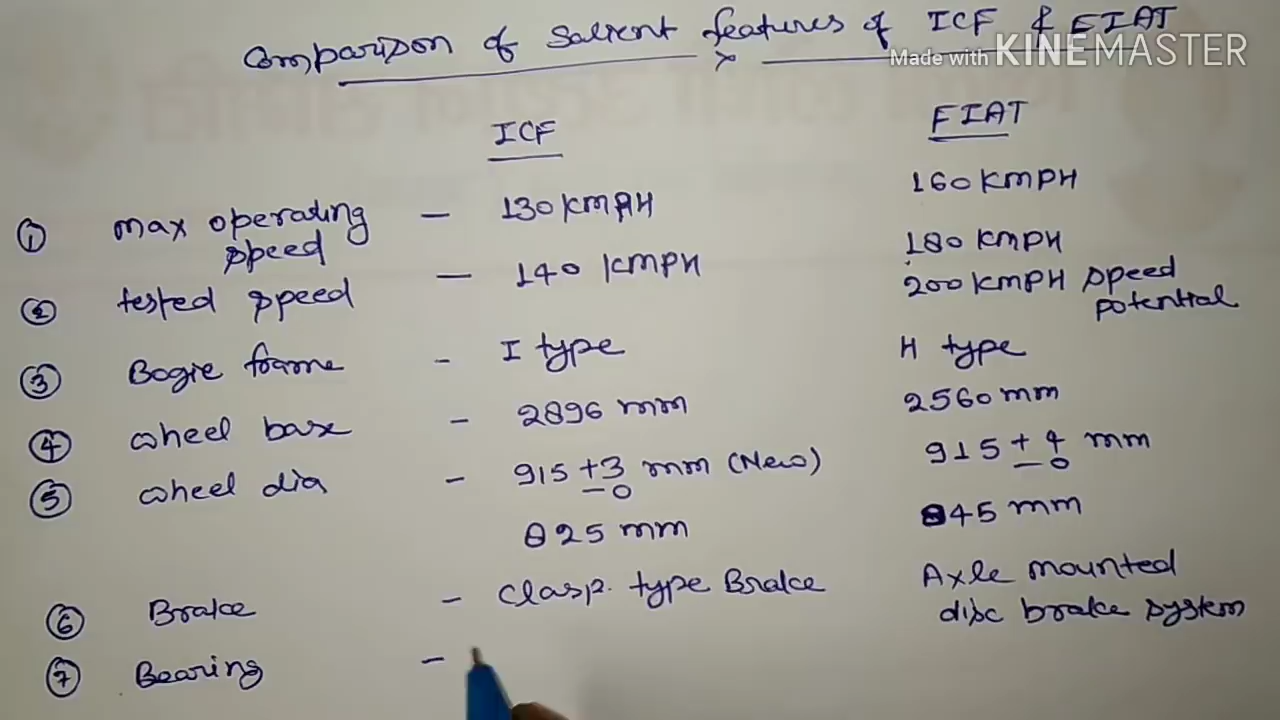 Comparison of Salient features of ICF & FIAT
Made with KINEMASTER
ICF FIAT
① max operating speed – 130 KMPH 160 KMPH
② tested speed – 140 KMPH 180 KMPH
200 KMPH speed potential
③ Bogie frame - I type H type
④ wheel base - 2896 mm 2560 mm
⑤ wheel dia - 915 + 3 - 0 mm (New) 915 + 4 - 0 mm
825 mm 845 mm
⑥ Brake - Clasp. type Brake Axle mounted
disc brake system
⑦ Bearing -